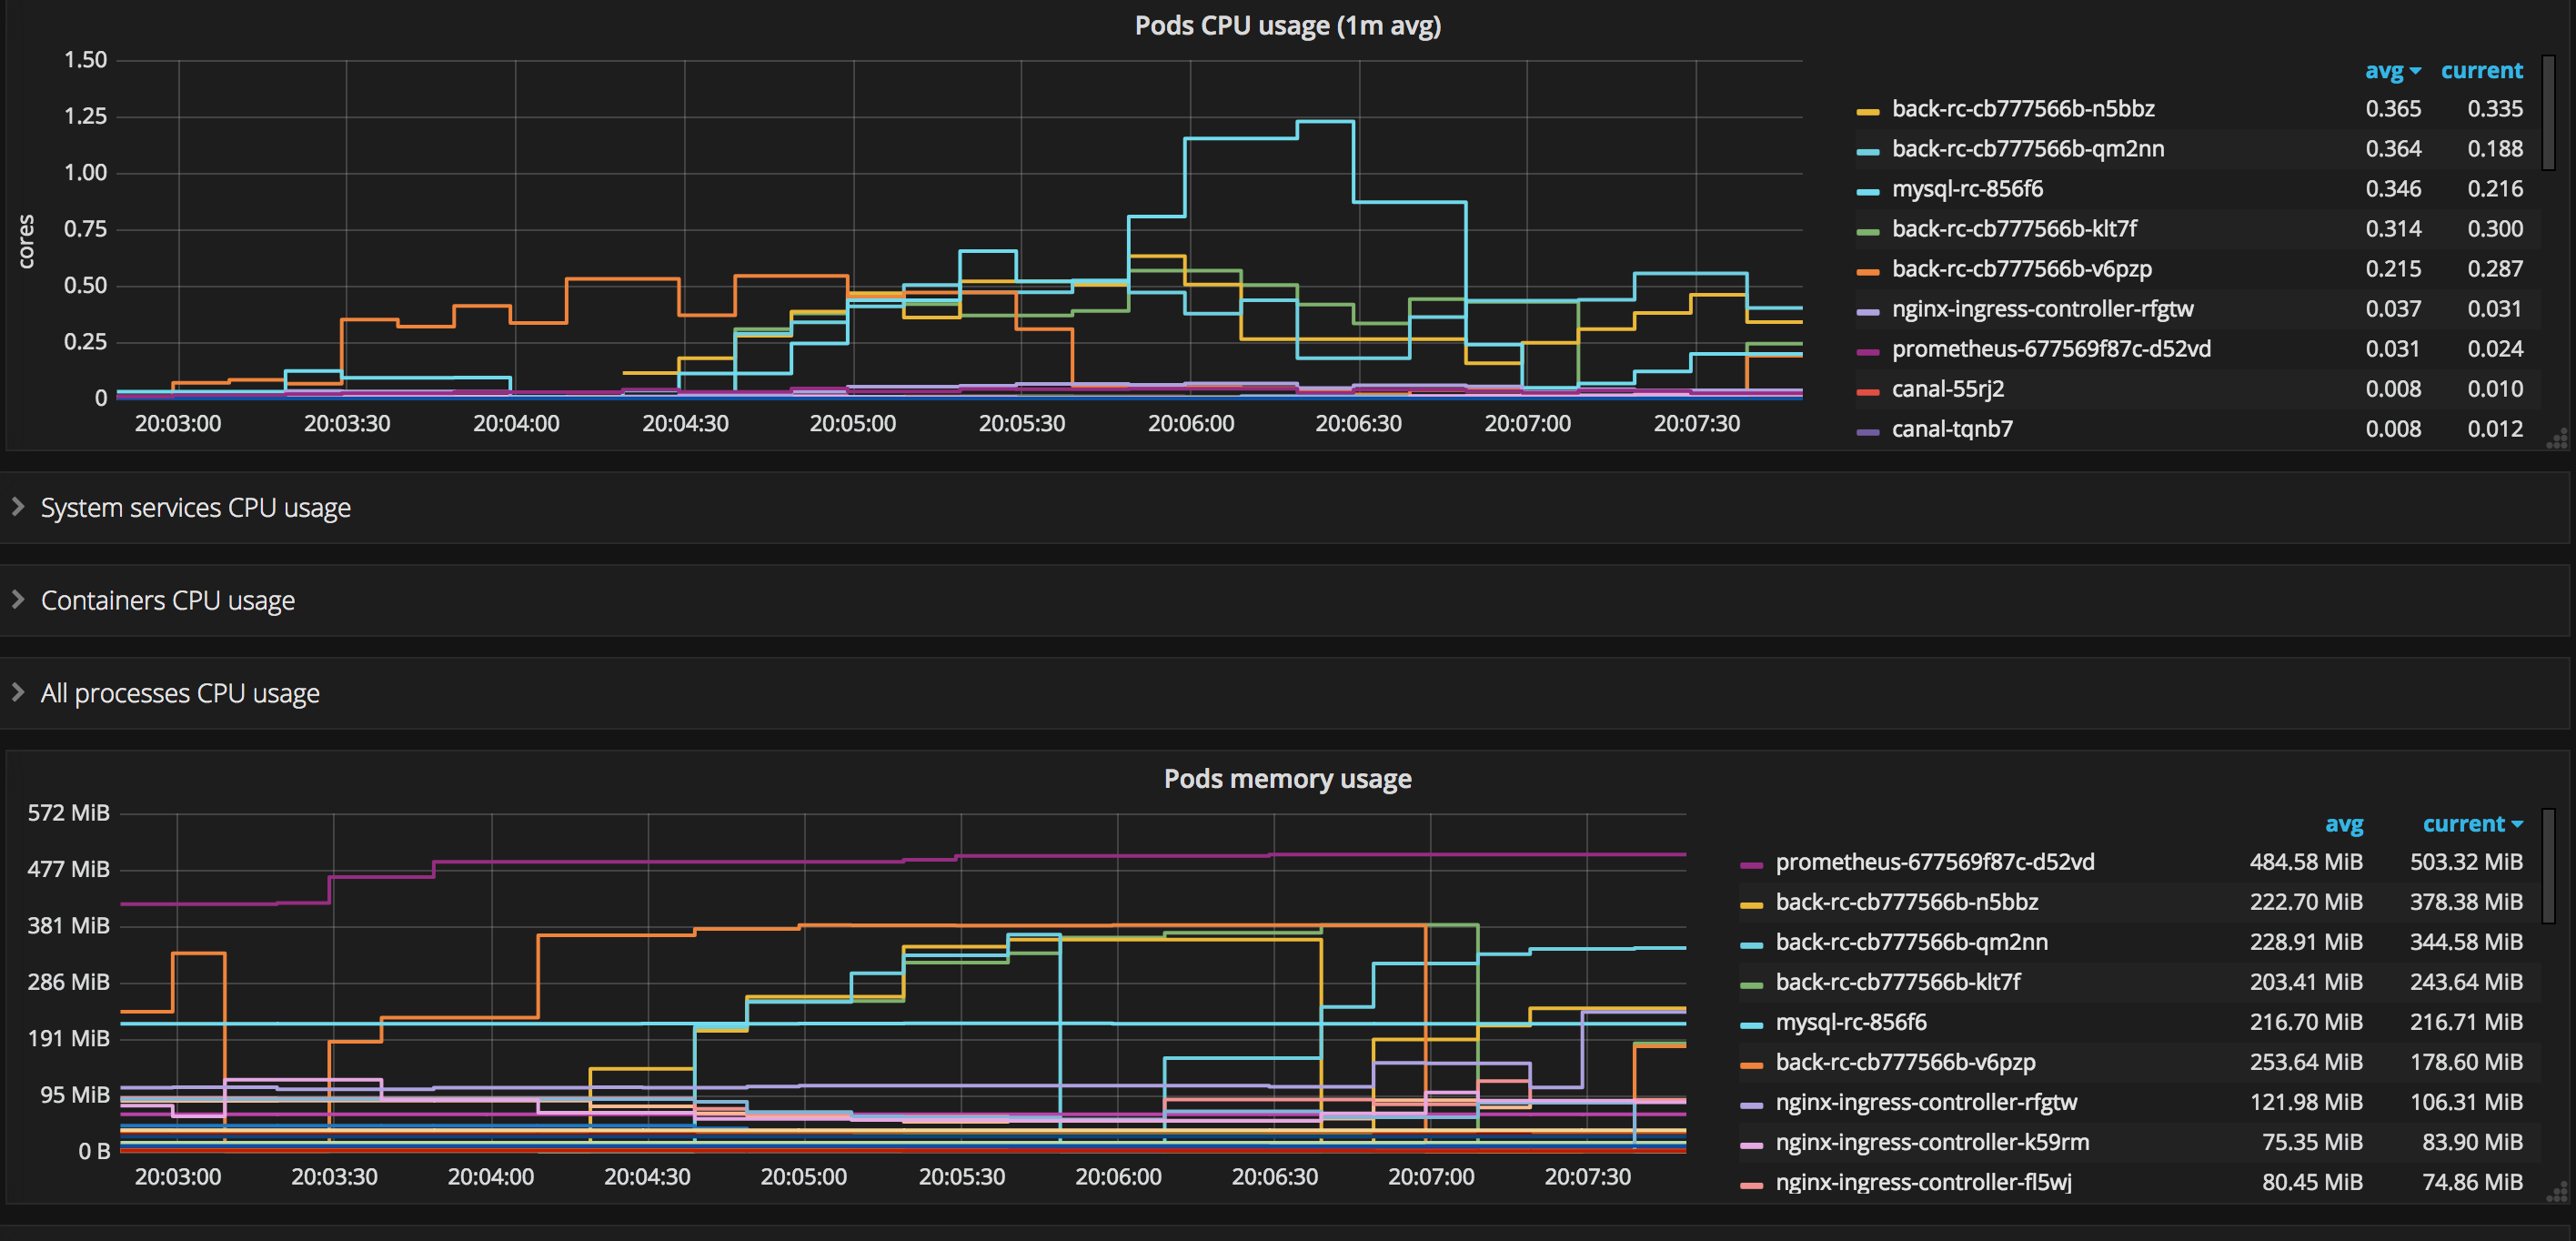 Pods CPU usage (1m avg)
1.50
1.25
1.00
0.75
0.50
0.25
0
cores
20:03:00 20:03:30 20:04:00 20:04:30 20:05:00 20:05:30 20:06:00 20:06:30 20:07:00 20:07:30
avg current
back-rc-cb777566b-n5bbz 0.365 0.335
back-rc-cb777566b-qm2nn 0.364 0.188
mysql-rc-856f6 0.346 0.216
back-rc-cb777566b-klt7f 0.314 0.300
back-rc-cb777566b-v6pzp 0.215 0.287
nginx-ingress-controller-rfgtw 0.037 0.031
prometheus-677569f87c-d52vd 0.031 0.024
canal-55rj2 0.008 0.010
canal-tqnb7 0.008 0.012
System services CPU usage
Containers CPU usage
All processes CPU usage
Pods memory usage
572 MiB
477 MiB
381 MiB
286 MiB
191 MiB
95 MiB
0 B
20:03:00 20:03:30 20:04:00 20:04:30 20:05:00 20:05:30 20:06:00 20:06:30 20:07:00 20:07:30
avg current
prometheus-677569f87c-d52vd 484.58 MiB 503.32 MiB
back-rc-cb777566b-n5bbz 222.70 MiB 378.38 MiB
back-rc-cb777566b-qm2nn 228.91 MiB 344.58 MiB
back-rc-cb777566b-klt7f 203.41 MiB 243.64 MiB
mysql-rc-856f6 216.70 MiB 216.71 MiB
back-rc-cb777566b-v6pzp 253.64 MiB 178.60 MiB
nginx-ingress-controller-rfgtw 121.98 MiB 106.31 MiB
nginx-ingress-controller-k59rm 75.35 MiB 83.90 MiB
nginx-ingress-controller-fl5wj 80.45 MiB 74.86 MiB